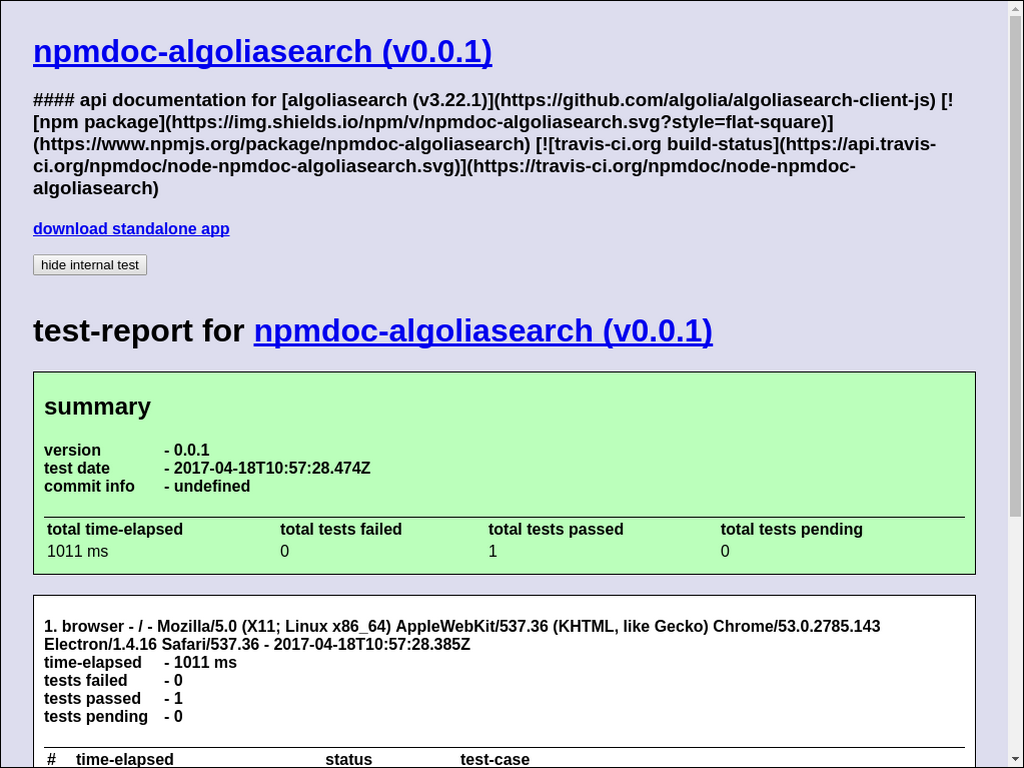 npmdoc-algoliasearch (v0.0.1)
#### api documentation for [algoliasearch (v3.22.1)](https://github.com/algolia/algoliasearch-client-js) [!
[npm package](https://img.shields.io/npm/v/npmdoc-algoliasearch.svg?style=flat-square)]
(https://www.npmjs.org/package/npmdoc-algoliasearch) [![travis-ci.org build-status](https://api.travis-
ci.org/npmdoc/node-npmdoc-algoliasearch.svg)](https://travis-ci.org/npmdoc/node-npmdoc-
algoliasearch)
download standalone app
hide internal test
test-report for npmdoc-algoliasearch (v0.0.1)
summary
version - 0.0.1
test date - 2017-04-18T10:57:28.474Z
commit info - undefined
total time-elapsed total tests failed total tests passed total tests pending
1011 ms 0 1 0
1. browser - / - Mozilla/5.0 (X11; Linux x86_64) AppleWebKit/537.36 (KHTML, like Gecko) Chrome/53.0.2785.143
Electron/1.4.16 Safari/537.36 - 2017-04-18T10:57:28.385Z
time-elapsed - 1011 ms
tests failed - 0
tests passed - 1
tests pending - 0
# time-elapsed status test-case